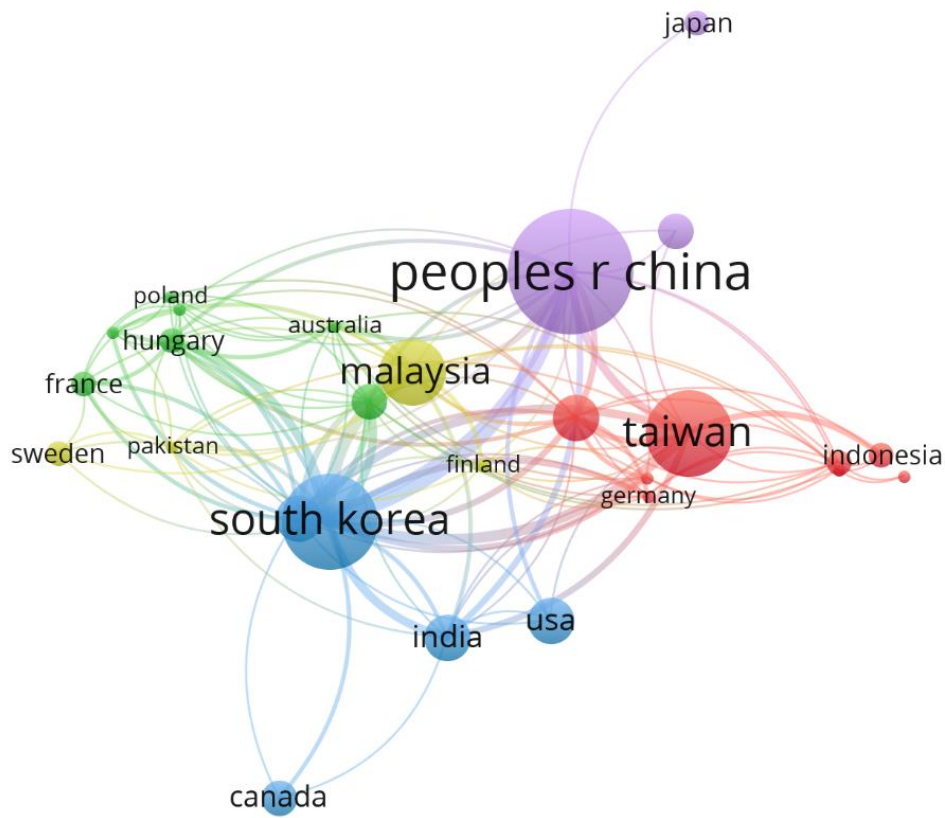 japan
peoples r china
poland
australia
hungary
malaysia
france
taiwan
pakistan
sweden
finland
indonesia
germany
south korea
usa
india
canada